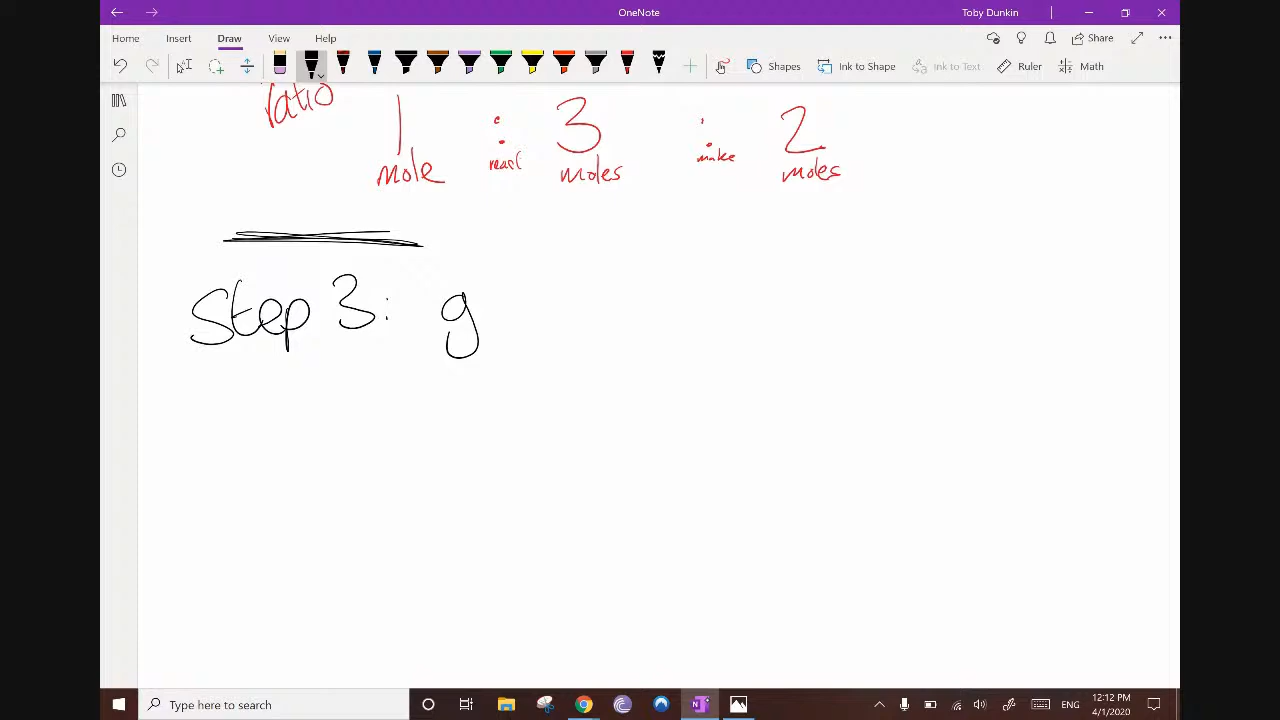 OneNote
Toby Dunkin
Home Insert Draw View Help
Share
Shapes Ink to Shape Ink to Text Ruler Math
ratio 1 : 3 : 2
mole react moles make moles
Step 3: g
Type here to search
ENG
12:12 PM
4/1/2020